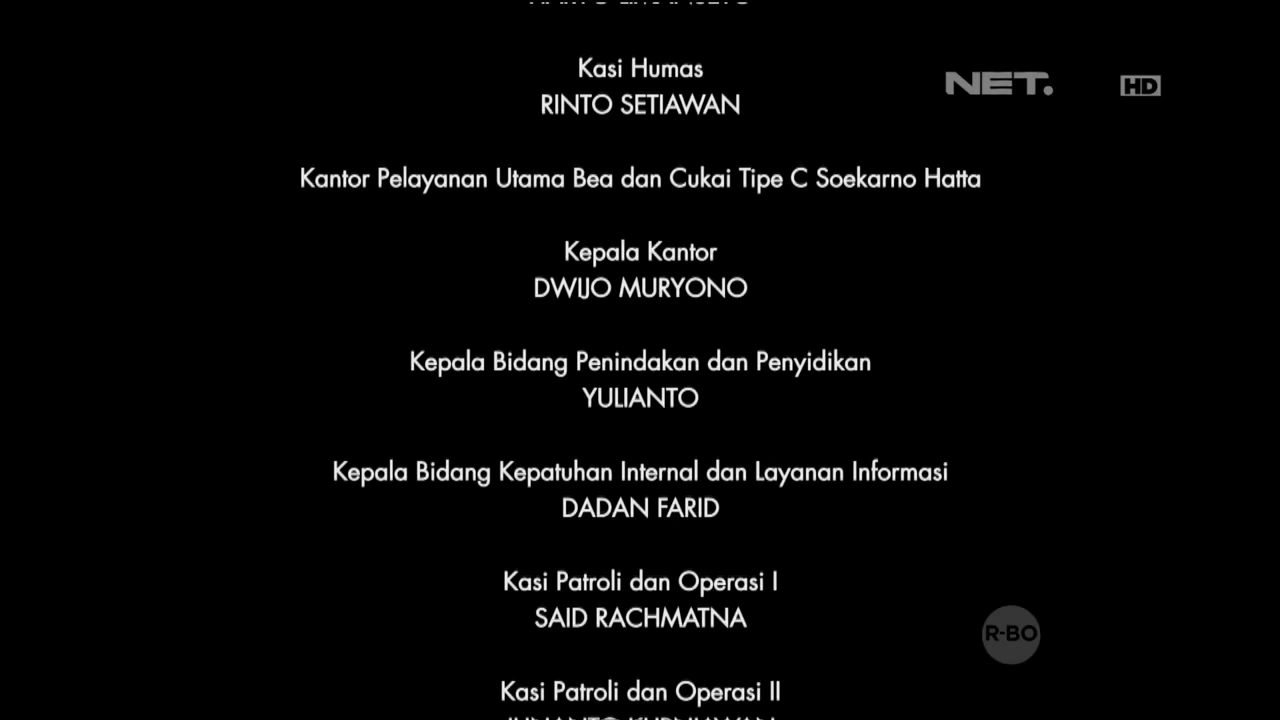 Kasi Humas
RINTO SETIAWAN
NET.
HD
Kantor Pelayanan Utama Bea dan Cukai Tipe C Soekarno Hatta
Kepala Kantor
DWIJO MURYONO
Kepala Bidang Penindakan dan Penyidikan
YULIANTO
Kepala Bidang Kepatuhan Internal dan Layanan Informasi
DADAN FARID
Kasi Patroli dan Operasi I
SAID RACHMATNA
R-BO
Kasi Patroli dan Operasi II